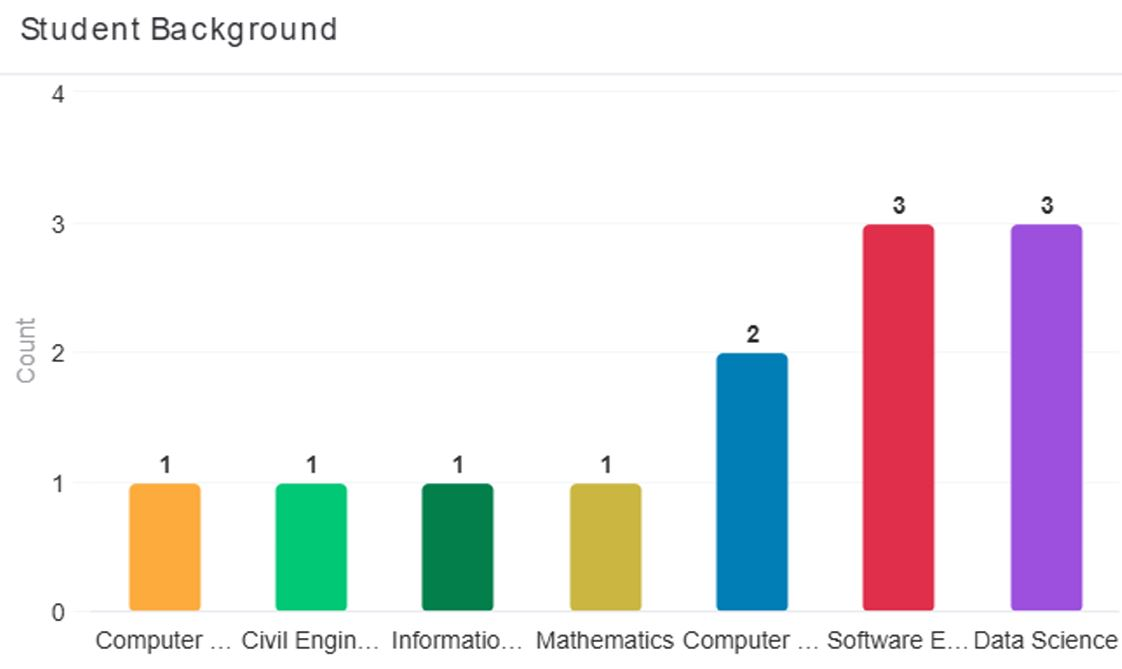 Student Background
4
3
2
1
0
Count
1
1
1
1
2
3
3
Computer ...
Civil Engin...
Informatio...
Mathematics
Computer ...
Software E...
Data Science